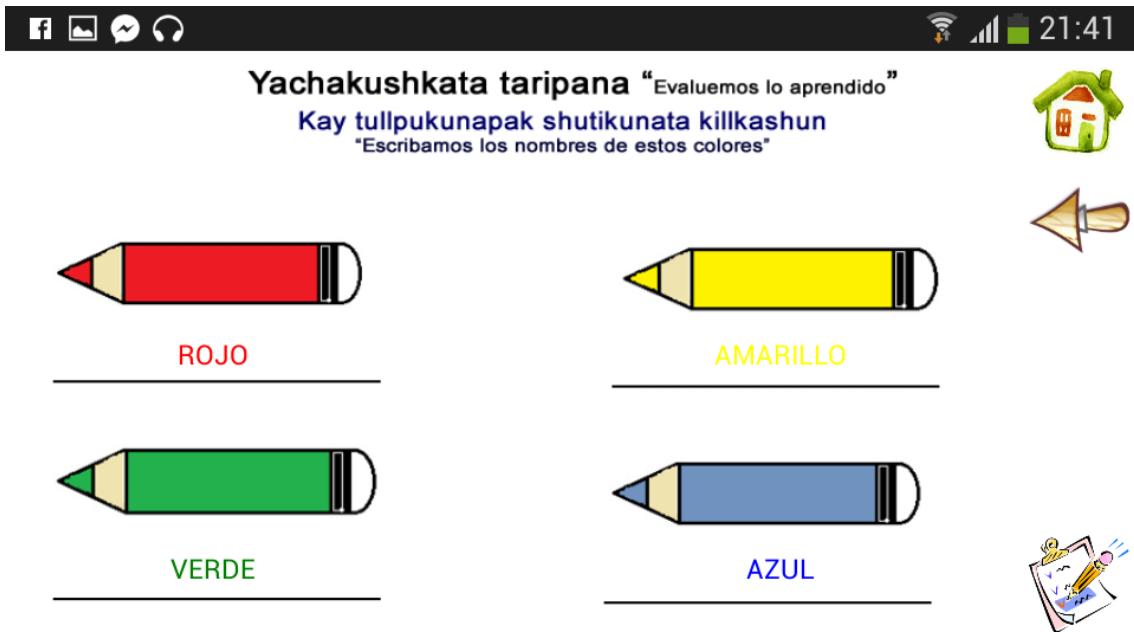 21:41
Yachakushkata taripana “Evaluemos lo aprendido”
Kay tullpukunapak shutikunata killkashun
“Escribamos los nombres de estos colores”
ROJO
AMARILLO
VERDE
AZUL